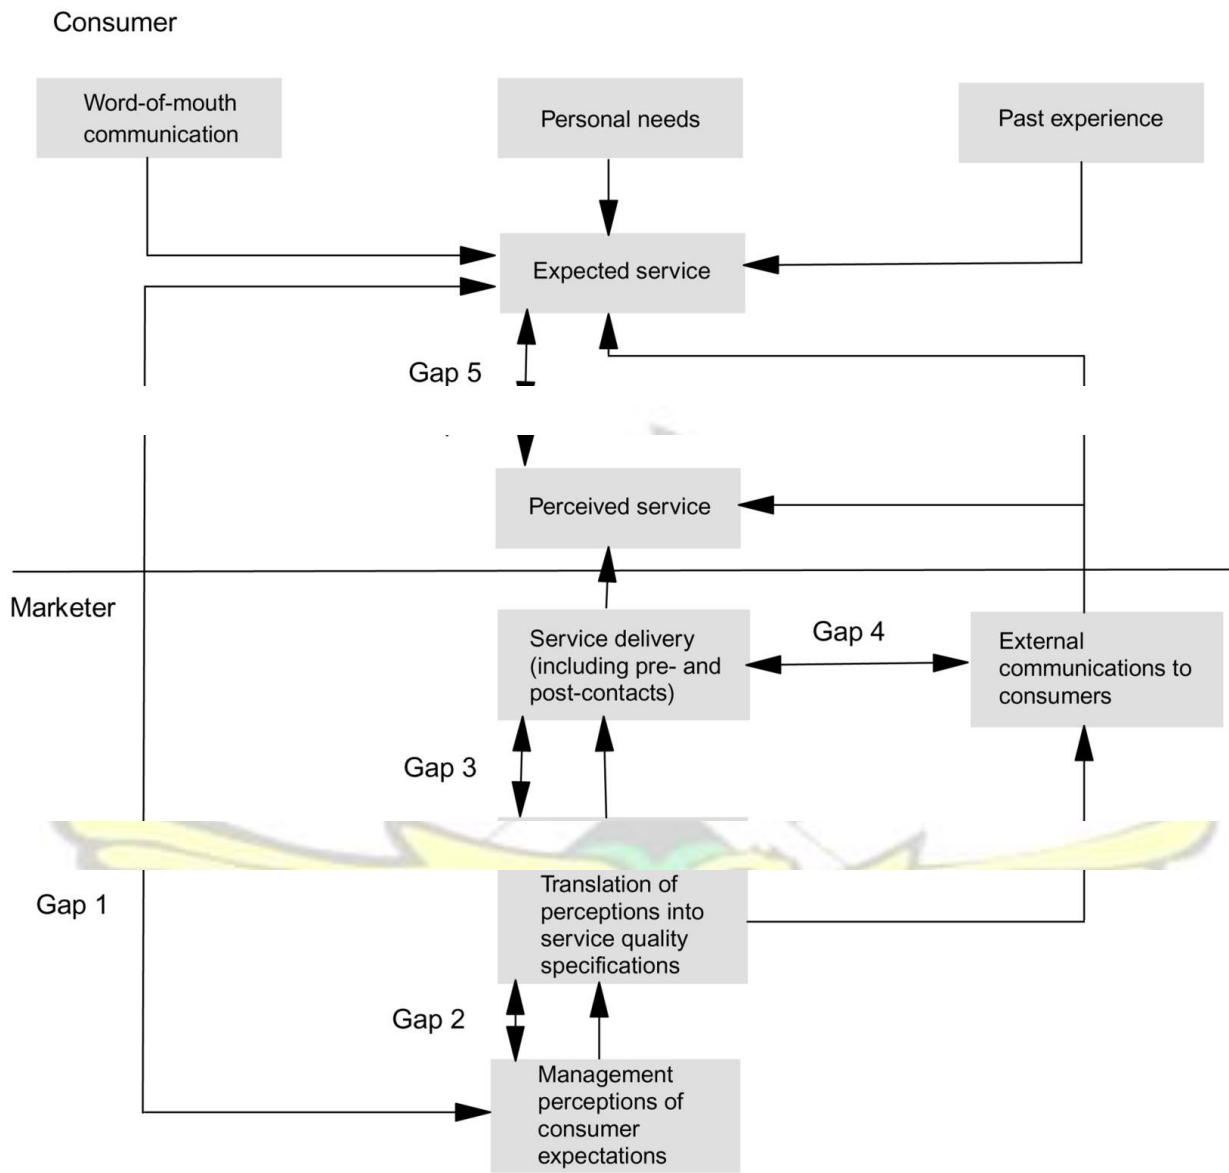 Consumer
Word-of-mouth
communication
Personal needs
Past experience
Expected service
Gap 5
Perceived service
Marketer
Service delivery
(including pre- and
post-contacts)
Gap 4
External
communications to
consumers
Gap 3
Gap 1
Translation of
perceptions into
service quality
specifications
Gap 2
Management
perceptions of
consumer
expectations